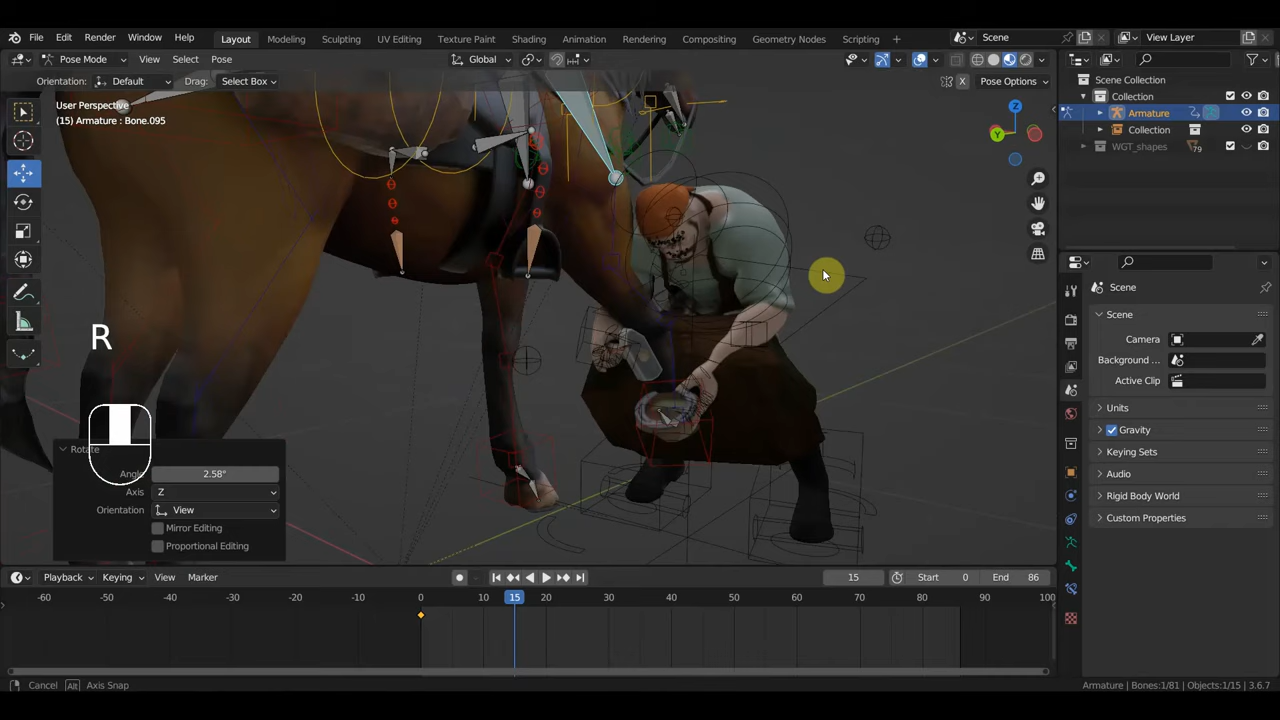 File Edit Render Window Help
Layout Modeling Sculpting UV Editing Texture Paint Shading Animation Rendering Compositing Geometry Nodes Scripting +
Scene
View Layer
Pose Mode View Select Pose
Global
Orientation: Default Drag: Select Box
X Pose Options
User Perspective
(15) Armature : Bone.095
Z
Y
Scene Collection
Collection
Armature
Collection
WGT_shapes 79
R
Rotate
Angle 2.58°
Axis Z
Orientation View
Mirror Editing
Proportional Editing
Scene
Scene
Camera
Background ...
Active Clip
Units
Gravity
Keying Sets
Audio
Rigid Body World
Custom Properties
Playback Keying View Marker
15 Start 0 End 86
-60 -50 -40 -30 -20 -10 0 10 15 20 30 40 50 60 70 80 90 100
Cancel Alt Axis Snap
Armature | Bones:1/81 | Objects:1/15 | 3.6.7